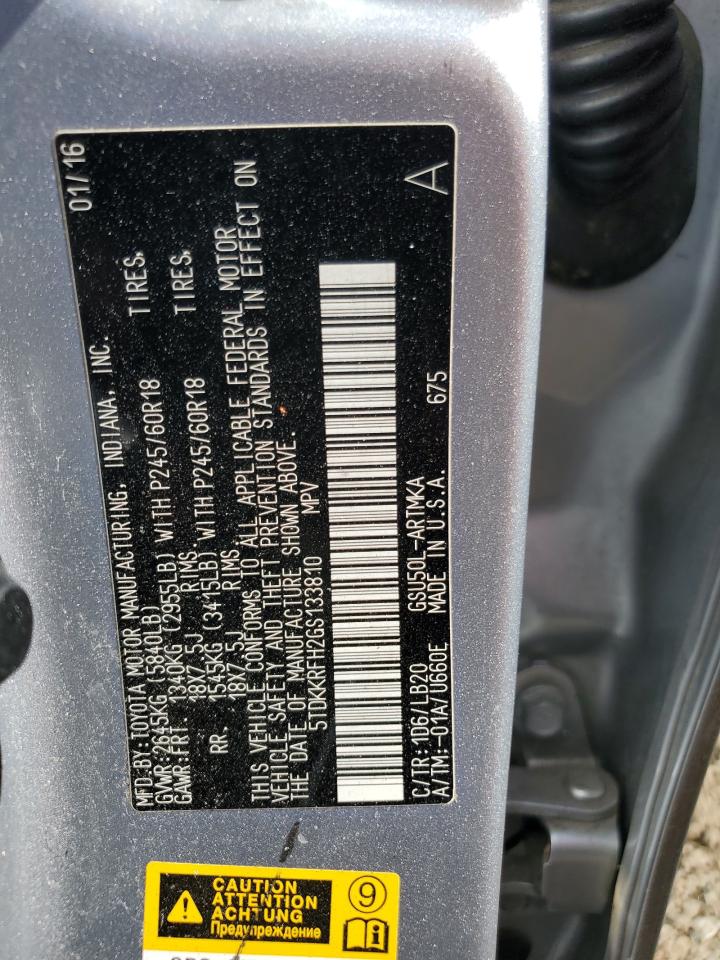 MFD.BY:TOYOTA MOTOR MANUFACTURING, INDIANA, INC. 01/16
GVWR:2645KG (5840LB)
GAWR:FRT. 1340KG (2955LB) WITH P245/60R18 TIRES.
18X7.5J RIMS
RR. 1545KG (3415LB) WITH P245/60R18 TIRES.
18X7.5J RIMS
THIS VEHICLE CONFORMS TO ALL APPLICABLE FEDERAL MOTOR
VEHICLE SAFETY AND THEFT PREVENTION STANDARDS IN EFFECT ON
THE DATE OF MANUFACTURE SHOWN ABOVE.
5TDKKRFH2GS133810 MPV
C/TR:1D6/LB20 GSU50L-ARTMKA 675 A
A/TM:-01A/U660E MADE IN U.S.A.
CAUTION
ATTENTION
ACHTUNG
Предупреждение
9